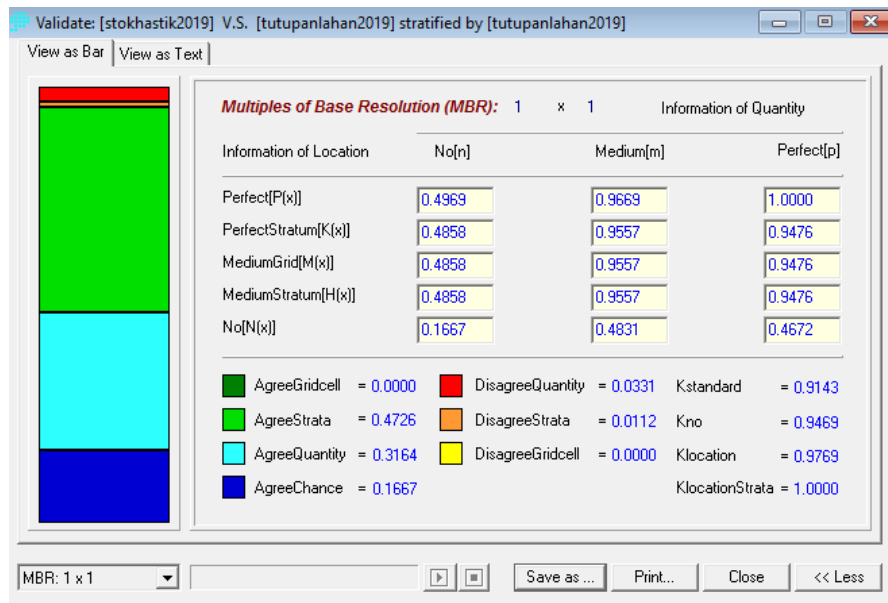 Validate: [stokhastik2019] V.S. [tutupanlahan2019] stratified by [tutupanlahan2019]
View as Bar View as Text
Multiples of Base Resolution (MBR): 1 x 1 Information of Quantity
Information of Location No[n] Medium[m] Perfect[p]
Perfect[P(x)] 0.4969 0.9669 1.0000
PerfectStratum[K(x)] 0.4858 0.9557 0.9476
MediumGrid[M(x)] 0.4858 0.9557 0.9476
MediumStratum[H(x)] 0.4858 0.9557 0.9476
No[N(x)] 0.1667 0.4831 0.4672
AgreeGridcell = 0.0000 DisagreeQuantity = 0.0331 Kstandard = 0.9143
AgreeStrata = 0.4726 DisagreeStrata = 0.0112 Kno = 0.9469
AgreeQuantity = 0.3164 DisagreeGridcell = 0.0000 Klocation = 0.9769
AgreeChance = 0.1667 KlocationStrata = 1.0000
MBR: 1 x 1 Save as ... Print... Close << Less